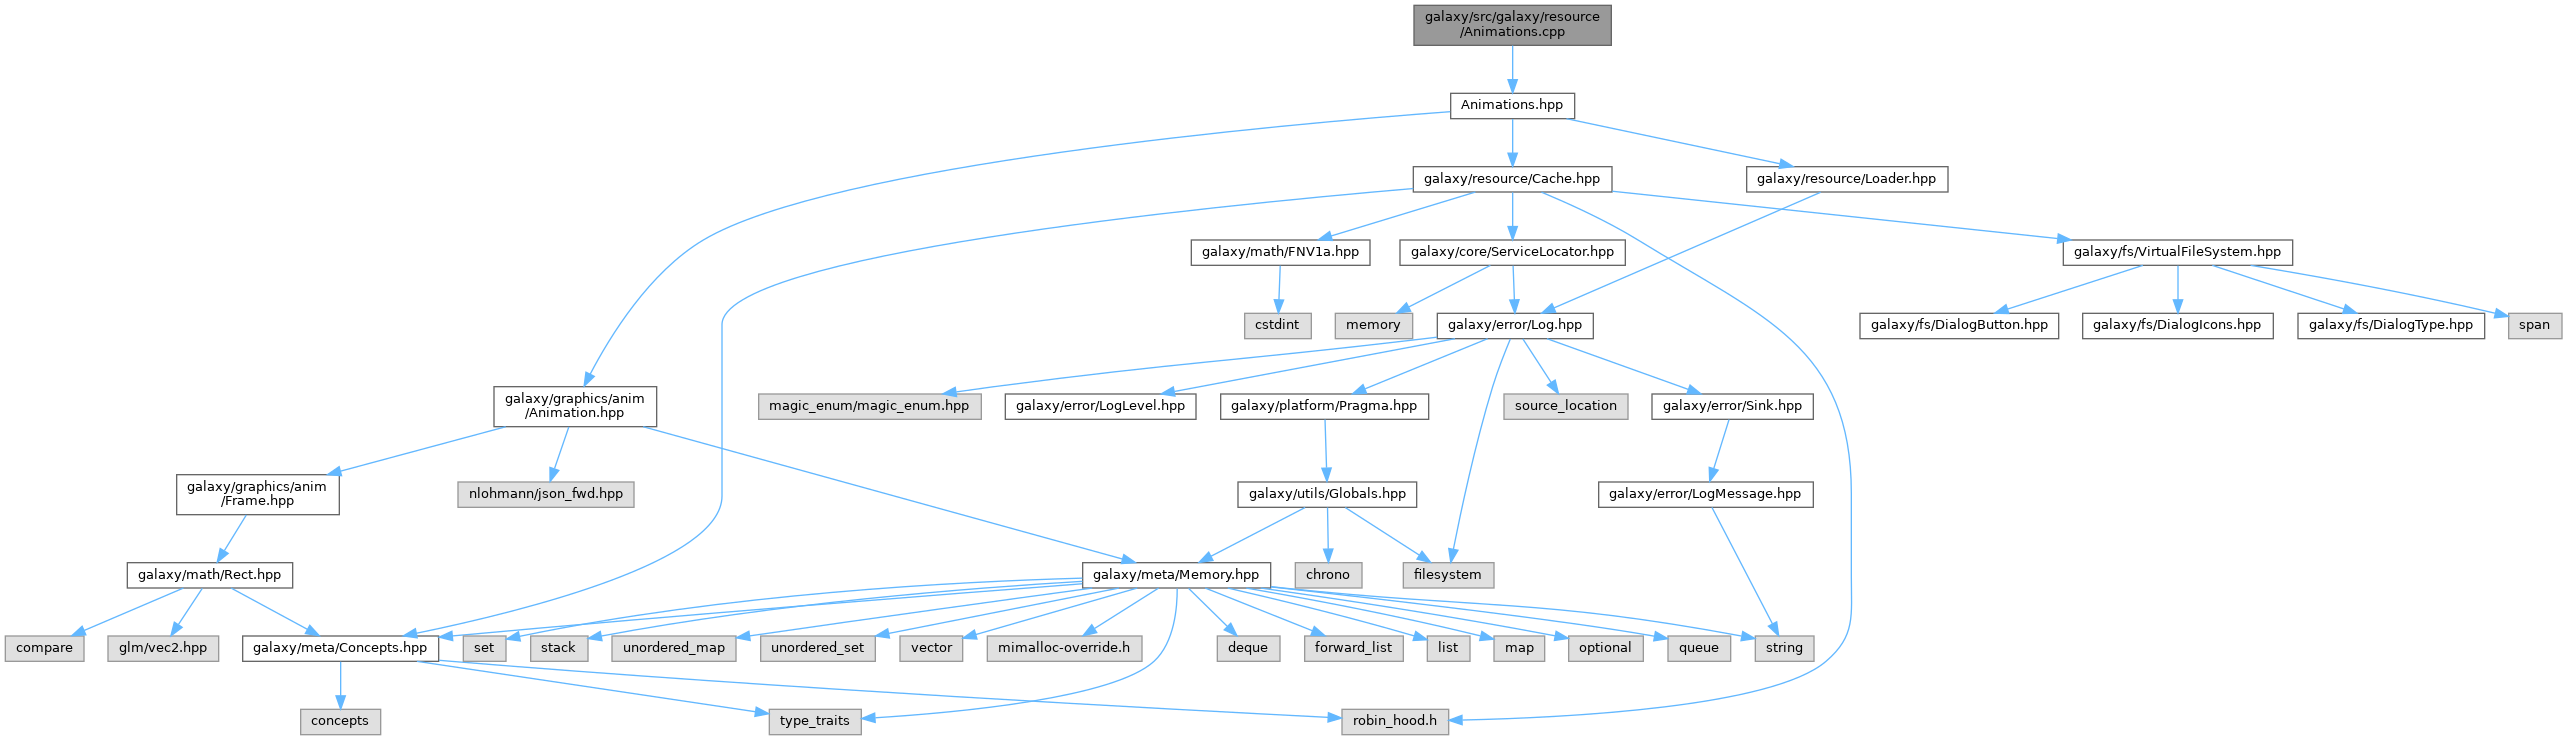 galaxy/src/galaxy/resource
/Animations.cpp
Animations.hpp
galaxy/resource/Cache.hpp
galaxy/resource/Loader.hpp
galaxy/math/FNV1a.hpp
galaxy/core/ServiceLocator.hpp
galaxy/fs/VirtualFileSystem.hpp
cstdint
memory
galaxy/error/Log.hpp
galaxy/fs/DialogButton.hpp
galaxy/fs/DialogIcons.hpp
galaxy/fs/DialogType.hpp
span
galaxy/graphics/anim
/Animation.hpp
magic_enum/magic_enum.hpp
galaxy/error/LogLevel.hpp
galaxy/platform/Pragma.hpp
source_location
galaxy/error/Sink.hpp
galaxy/graphics/anim
/Frame.hpp
nlohmann/json_fwd.hpp
galaxy/utils/Globals.hpp
galaxy/error/LogMessage.hpp
galaxy/math/Rect.hpp
galaxy/meta/Memory.hpp
chrono
filesystem
compare
glm/vec2.hpp
galaxy/meta/Concepts.hpp
set
stack
unordered_map
unordered_set
vector
mimalloc-override.h
deque
forward_list
list
map
optional
queue
string
concepts
type_traits
robin_hood.h